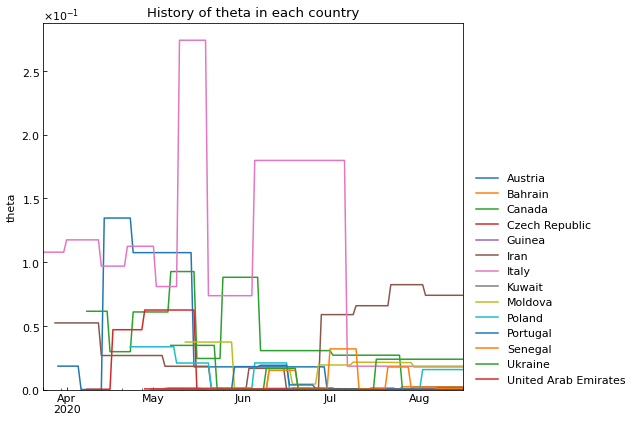 History of theta in each country
×10⁻¹
2.5
2.0
1.5
1.0
0.5
0.0
theta
Apr
2020
May
Jun
Jul
Aug
Austria
Bahrain
Canada
Czech Republic
Guinea
Iran
Italy
Kuwait
Moldova
Poland
Portugal
Senegal
Ukraine
United Arab Emirates